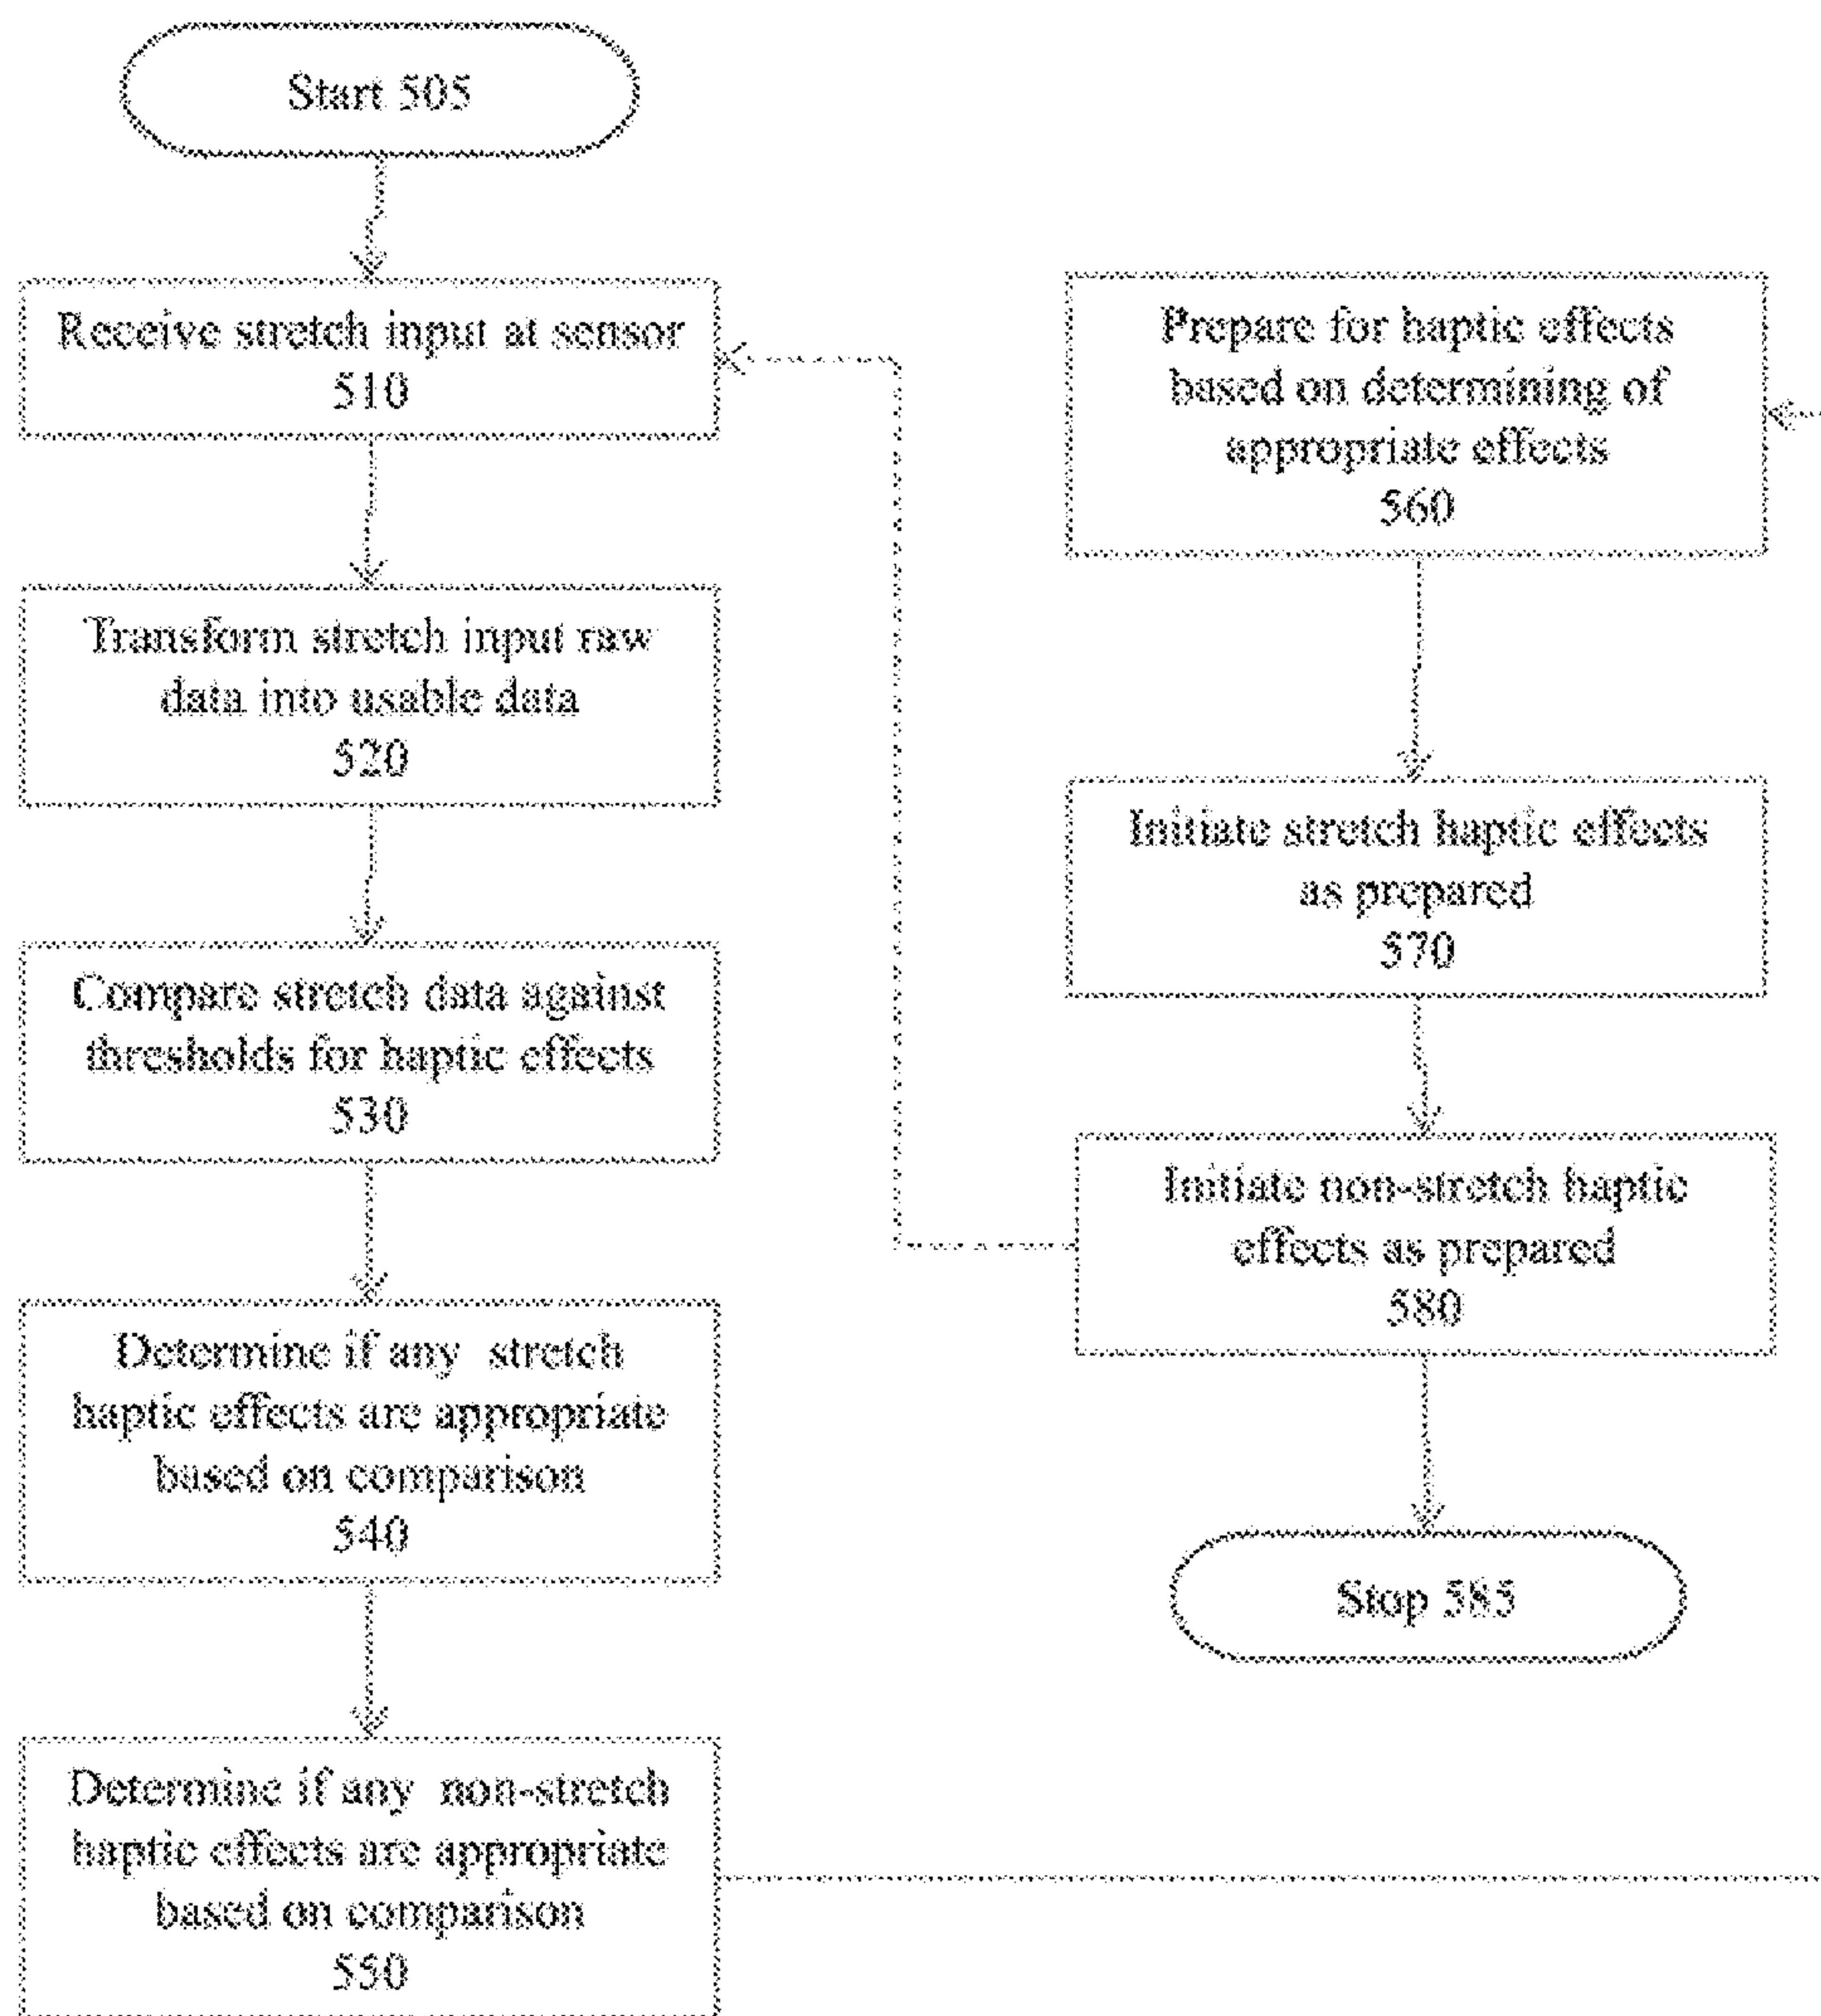 Start 505
Receive stretch input at sensor
510
Transform stretch input raw
data into usable data
520
Compare stretch data against
thresholds for haptic effects
530
Determine if any stretch
haptic effects are appropriate
based on comparison
540
Determine if any non-stretch
haptic effects are appropriate
based on comparison
550
Prepare for haptic effects
based on determining of
appropriate effects
560
Initiate stretch haptic effects
as prepared
570
Initiate non-stretch haptic
effects as prepared
580
Stop 585